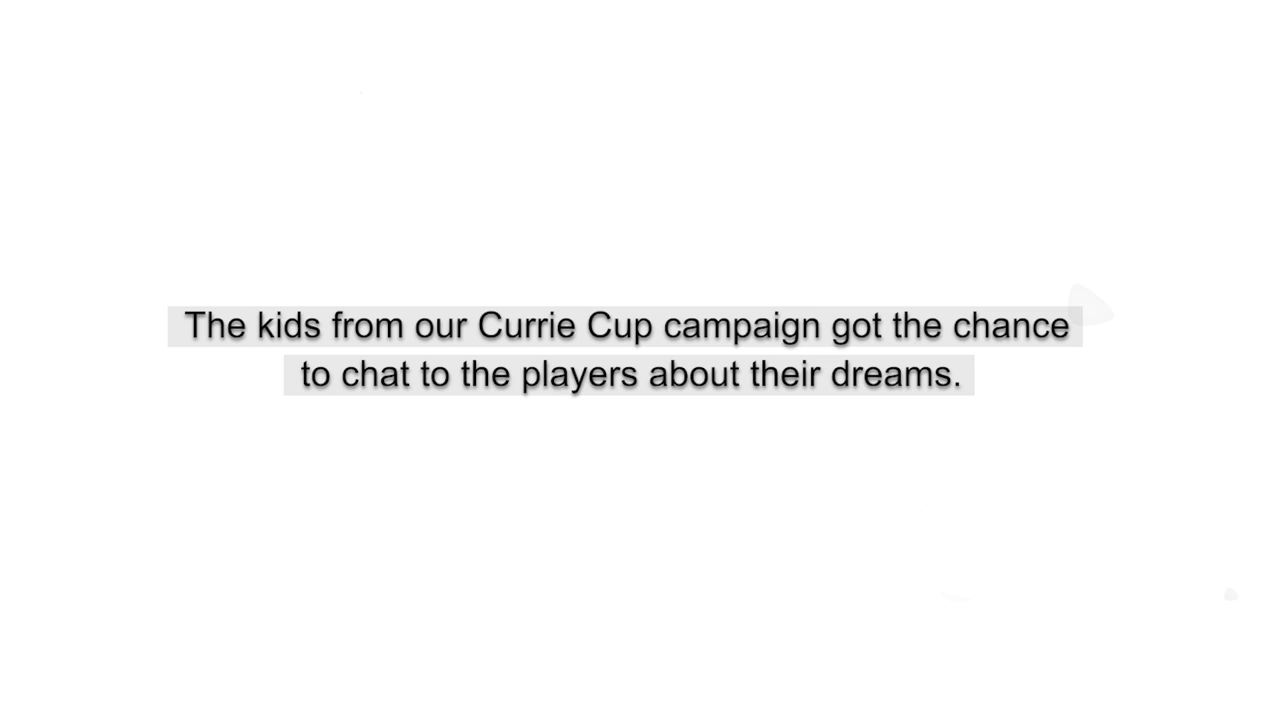 The kids from our Currie Cup campaign got the chance
to chat to the players about their dreams.